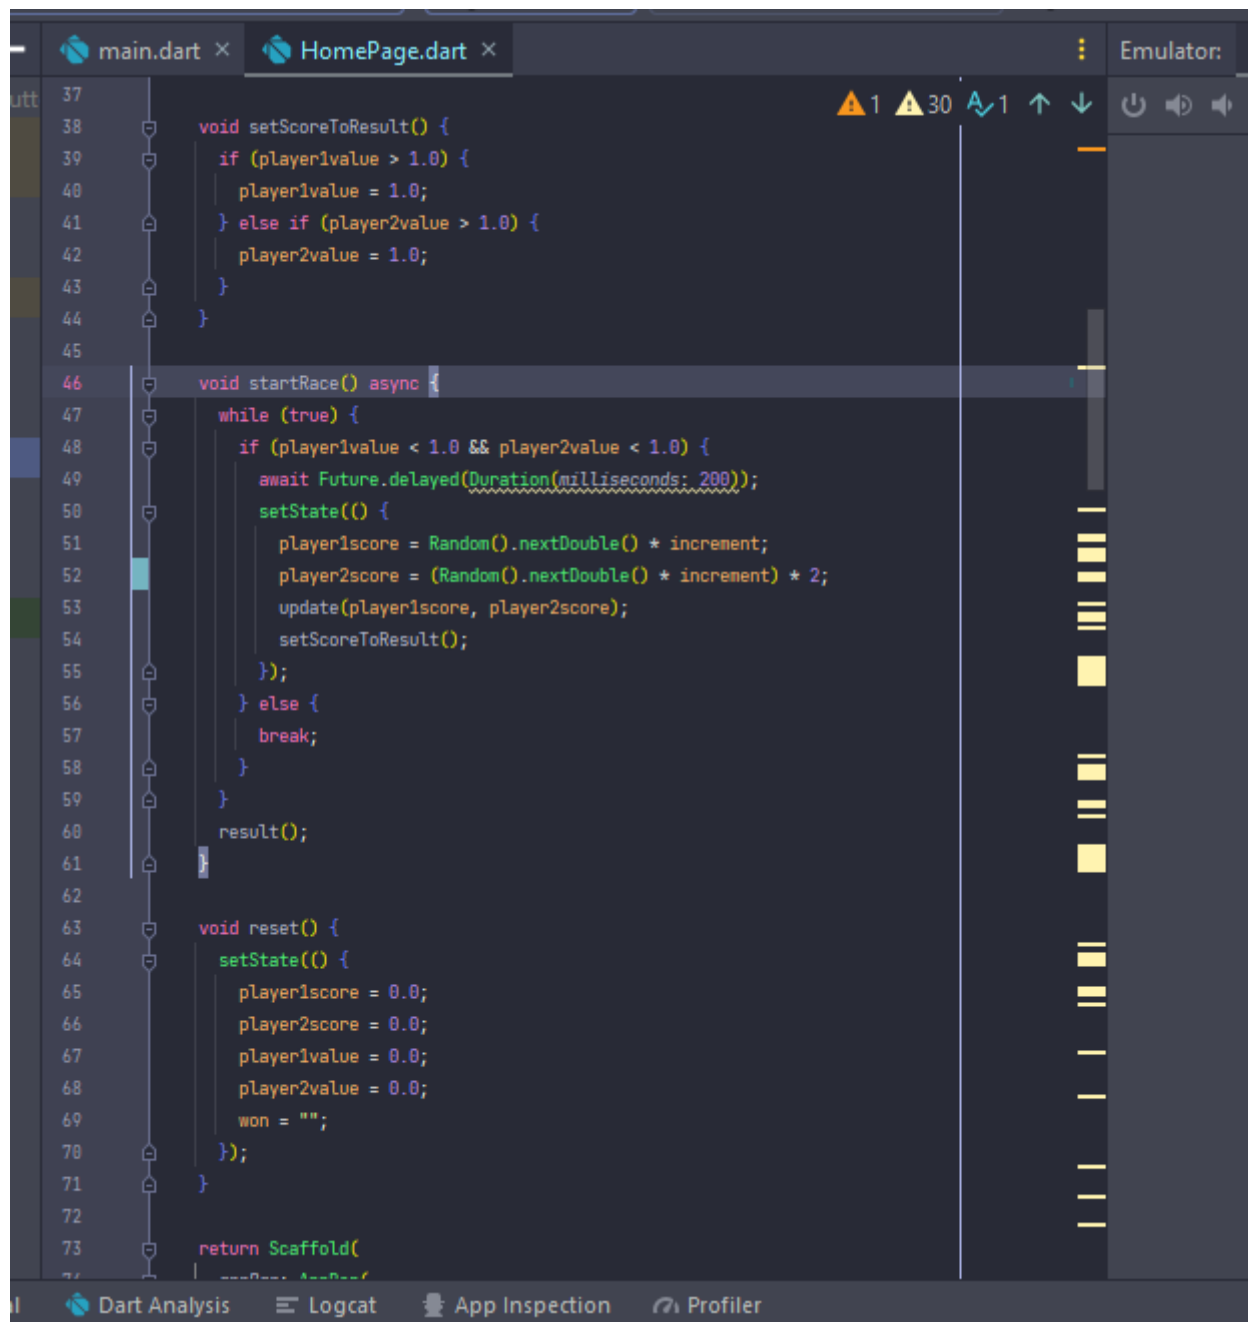 main.dart × HomePage.dart × Emulator:
utt
1 30 1
37
38 void setScoreToResult() {
39 if (player1value > 1.0) {
40 player1value = 1.0;
41 } else if (player2value > 1.0) {
42 player2value = 1.0;
43 }
44 }
45
46 void startRace() async {
47 while (true) {
48 if (player1value < 1.0 && player2value < 1.0) {
49 await Future.delayed(Duration(milliseconds: 200));
50 setState(() {
51 player1score = Random().nextDouble() * increment;
52 player2score = (Random().nextDouble() * increment) * 2;
53 update(player1score, player2score);
54 setScoreToResult();
55 });
56 } else {
57 break;
58 }
59 }
60 result();
61 }
62
63 void reset() {
64 setState(() {
65 player1score = 0.0;
66 player2score = 0.0;
67 player1value = 0.0;
68 player2value = 0.0;
69 won = "";
70 });
71 }
72
73 return Scaffold(
74 appBar: AppBar(
Dart Analysis Logcat App Inspection Profiler